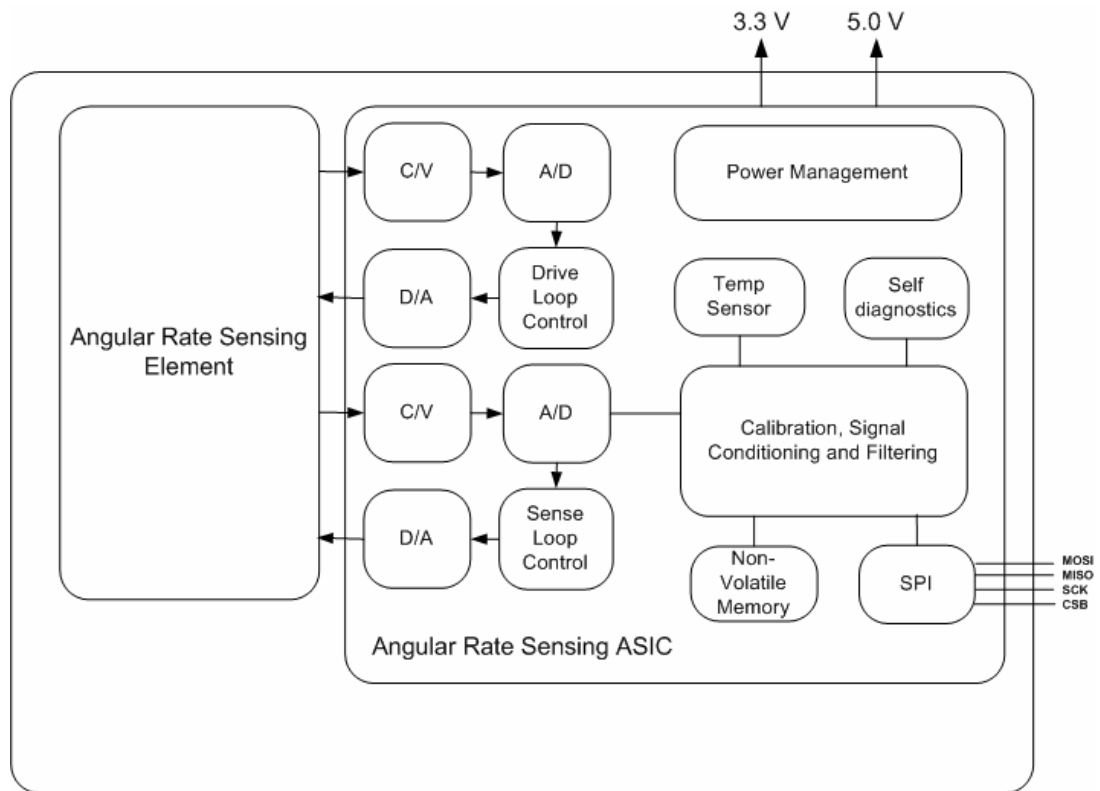 3.3 V
5.0 V
C/V
A/D
Power Management
D/A
Drive
Loop
Control
Temp
Sensor
Self
diagnostics
Angular Rate Sensing
Element
C/V
A/D
Calibration, Signal
Conditioning and Filtering
D/A
Sense
Loop
Control
Non-
Volatile
Memory
SPI
MOSI
MISO
SCK
CSB
Angular Rate Sensing ASIC